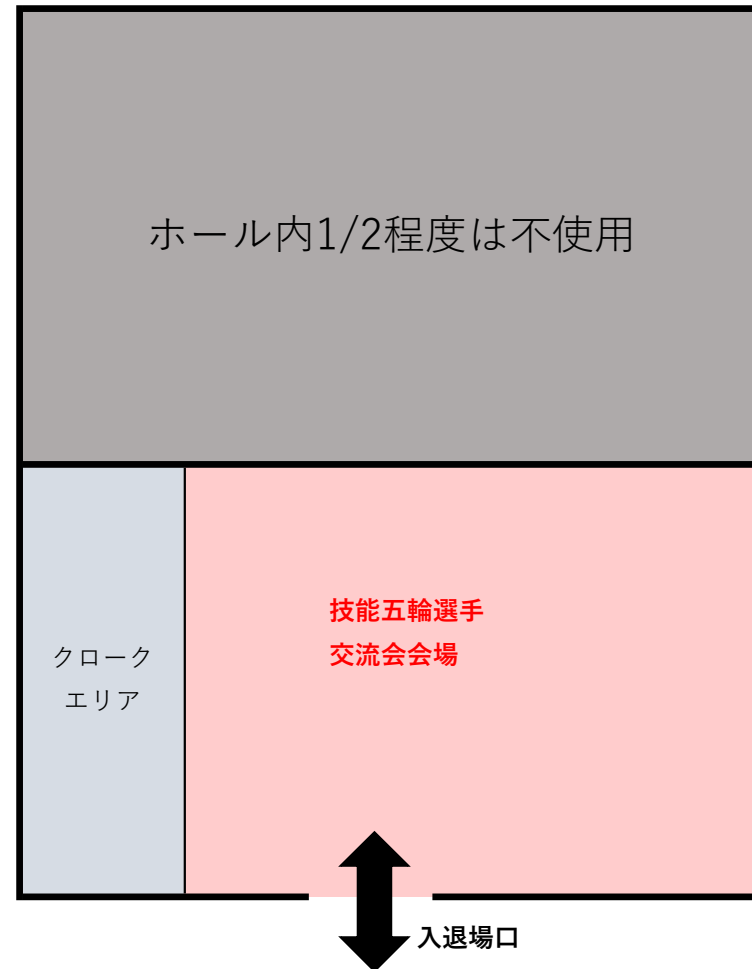 ホール内1/2程度は不使用
技能五輪選手
交流会会場
クローク
エリア
入退場口